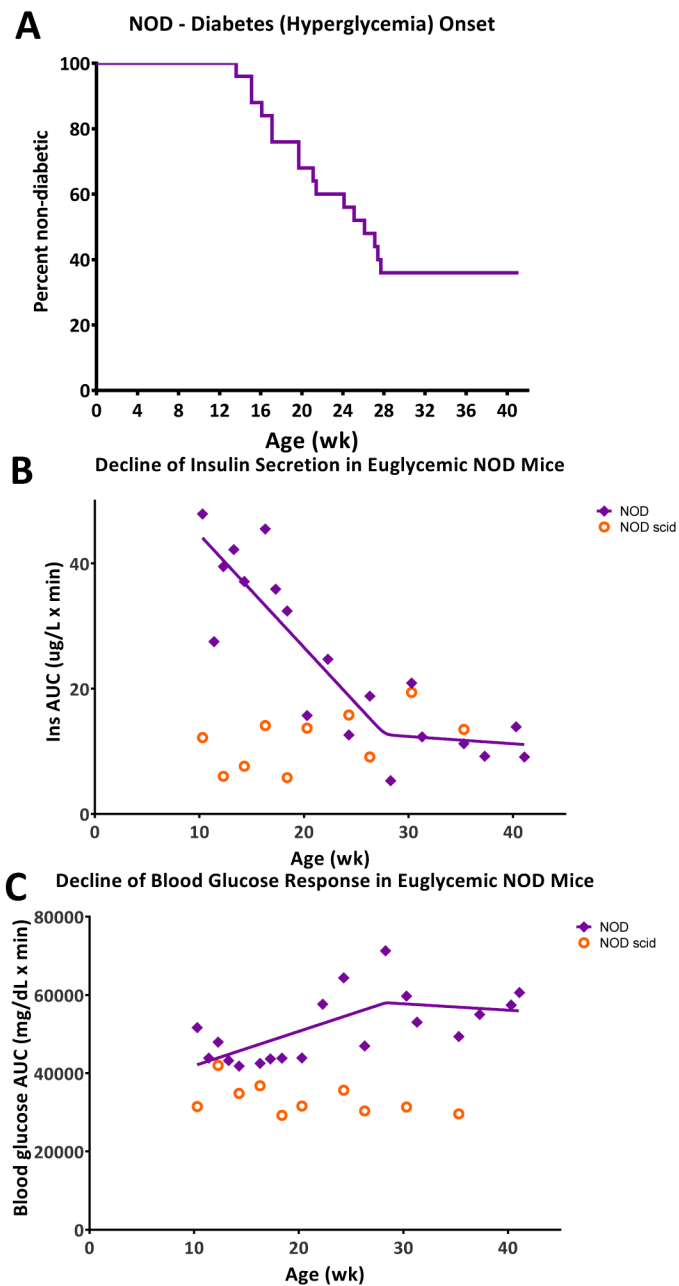 A
NOD - Diabetes (Hyperglycemia) Onset
Percent non-diabetic
100
80
60
40
20
0
0 4 8 12 16 20 24 28 32 36 40
Age (wk)
B
Decline of Insulin Secretion in Euglycemic NOD Mice
NOD
NOD scid
Ins AUC (ug/L x min)
40
20
0
0 10 20 30 40
Age (wk)
C
Decline of Blood Glucose Response in Euglycemic NOD Mice
NOD
NOD scid
Blood glucose AUC (mg/dL x min)
80000
60000
40000
20000
0
0 10 20 30 40
Age (wk)